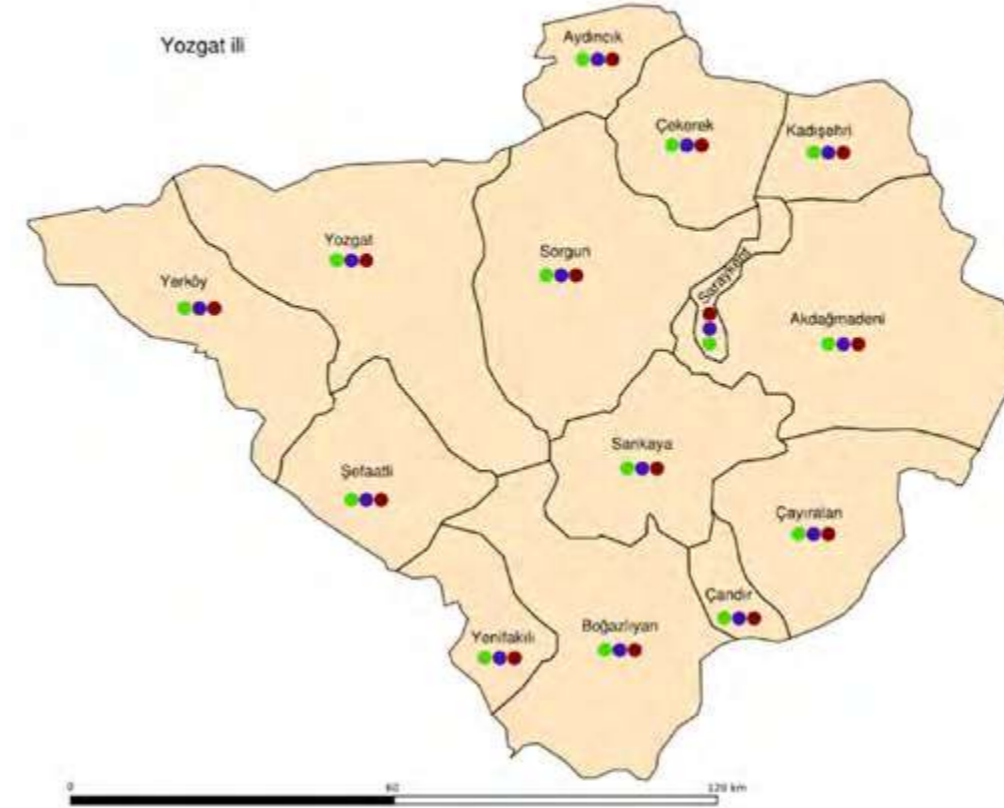 Yozgat ili
Aydıncık
Çekerek
Kadışehri
Yozgat
Sorgun
Saraykent
Yerköy
Akdağmadeni
Sarıkaya
Şefaatli
Çayıralan
Çandır
Boğazlıyan
Yenifakılı
0 60 120 km